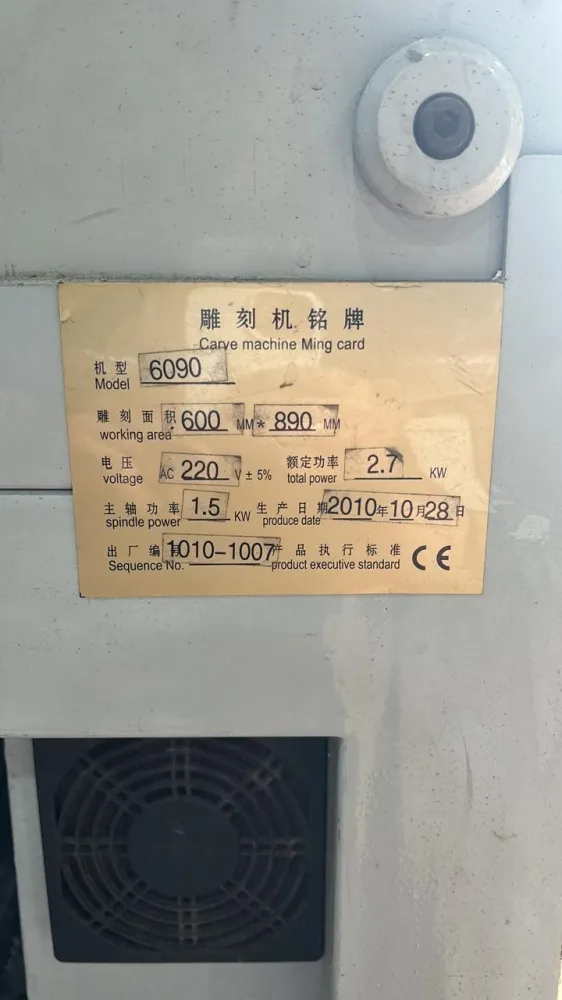 雕刻机铭牌
Carve machine Ming card
机型 6090
Model
雕刻面积 600 MM * 890 MM
working area
电压 AC 220 V ± 5% 额定功率 2.7 KW
voltage total power
主轴功率 1.5 KW 生产日期 2010年10月28日
spindle power produce date
出厂编 1010-1007 产品执行标准 CE
Sequence No. product executive standard